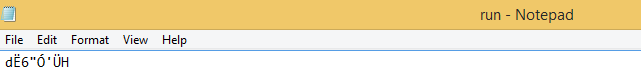 run - Notepad
File Edit Format View Help
dË6"Ó'ÜH